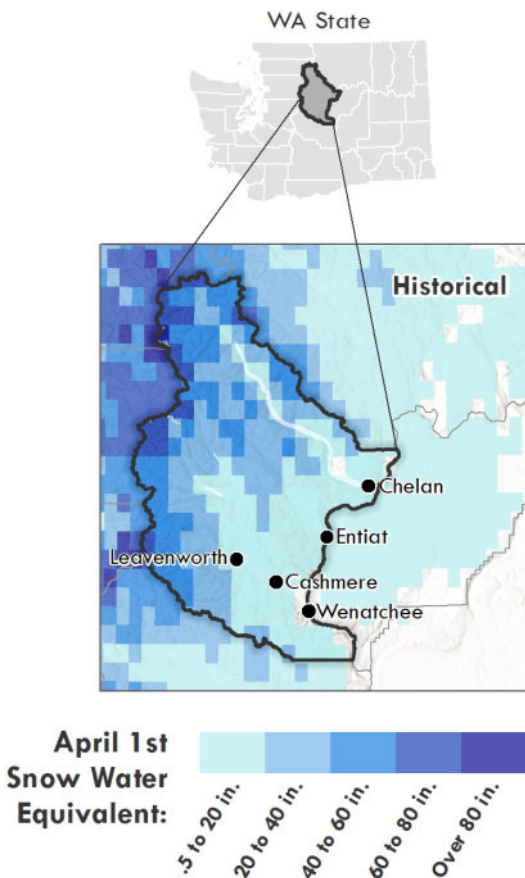 WA State
Historical
Chelan
Entiat
Leavenworth
Cashmere
Wenatchee
April 1st
Snow Water
Equivalent:
.5 to 20 in.
20 to 40 in.
40 to 60 in.
60 to 80 in.
Over 80 in.